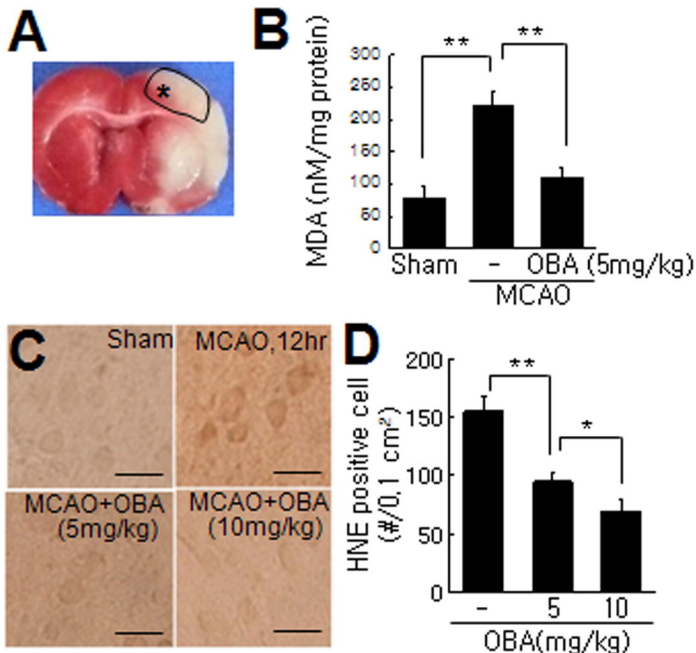 A
*
B
MDA (nM/mg protein)
300
250
200
150
100
50
0
** **
Sham - OBA (5mg/kg)
MCAO
C
Sham
MCAO,12hr
MCAO+OBA
(5mg/kg)
MCAO+OBA
(10mg/kg)
D
HNE positive cell
(#/0,1 cm²)
200
150
100
50
0
**
*
- 5 10
OBA(mg/kg)